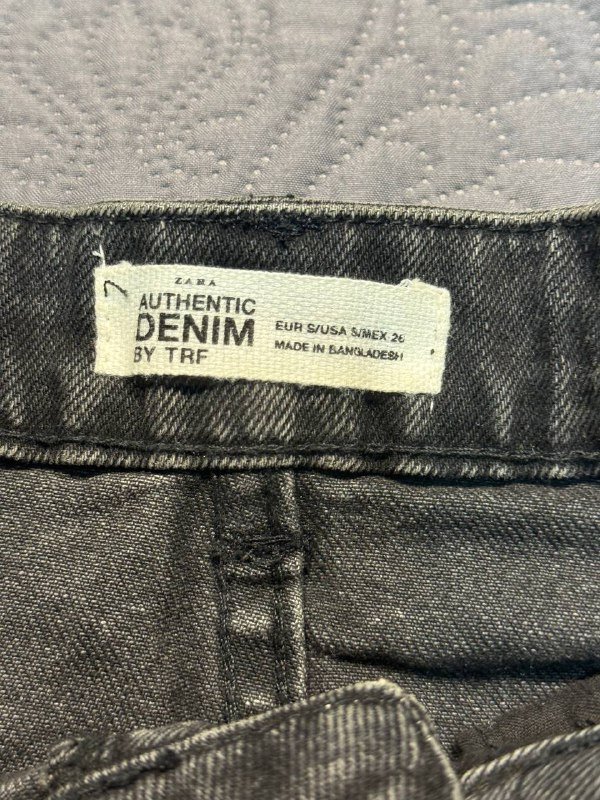 ZARA
AUTHENTIC
DENIM
BY TRF
EUR S/USA S/MEX 26
MADE IN BANGLADESH